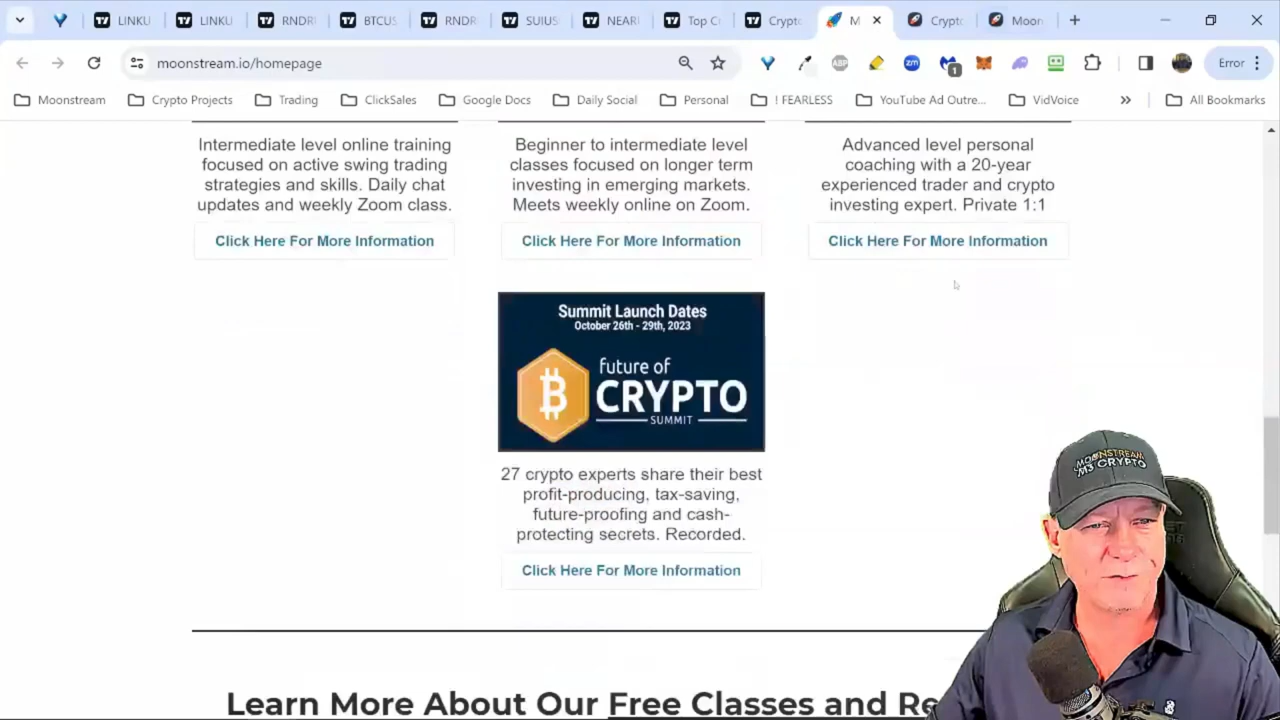 LINKU
LINKU
RNDR
BTCUS
RNDR
SUIUS
NEAR
Top C
Crypto
M
Crypto
Moon
moonstream.io/homepage
ABP
zm
1
Error
Moonstream
Crypto Projects
Trading
ClickSales
Google Docs
Daily Social
Personal
! FEARLESS
YouTube Ad Outre...
VidVoice
All Bookmarks
Intermediate level online training
focused on active swing trading
strategies and skills. Daily chat
updates and weekly Zoom class.
Click Here For More Information
Beginner to intermediate level
classes focused on longer term
investing in emerging markets.
Meets weekly online on Zoom.
Click Here For More Information
Advanced level personal
coaching with a 20-year
experienced trader and crypto
investing expert. Private 1:1
Click Here For More Information
Summit Launch Dates
October 26th - 29th, 2023
future of
CRYPTO
SUMMIT
27 crypto experts share their best
profit-producing, tax-saving,
future-proofing and cash-
protecting secrets. Recorded.
Click Here For More Information
MOONSTREAM
M3 CRYPTO
Learn More About Our Free Classes and Re